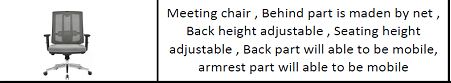 Meeting chair , Behind part is maden by net ,
Back height adjustable , Seating height
adjustable , Back part will able to be mobile,
armrest part will able to be mobile